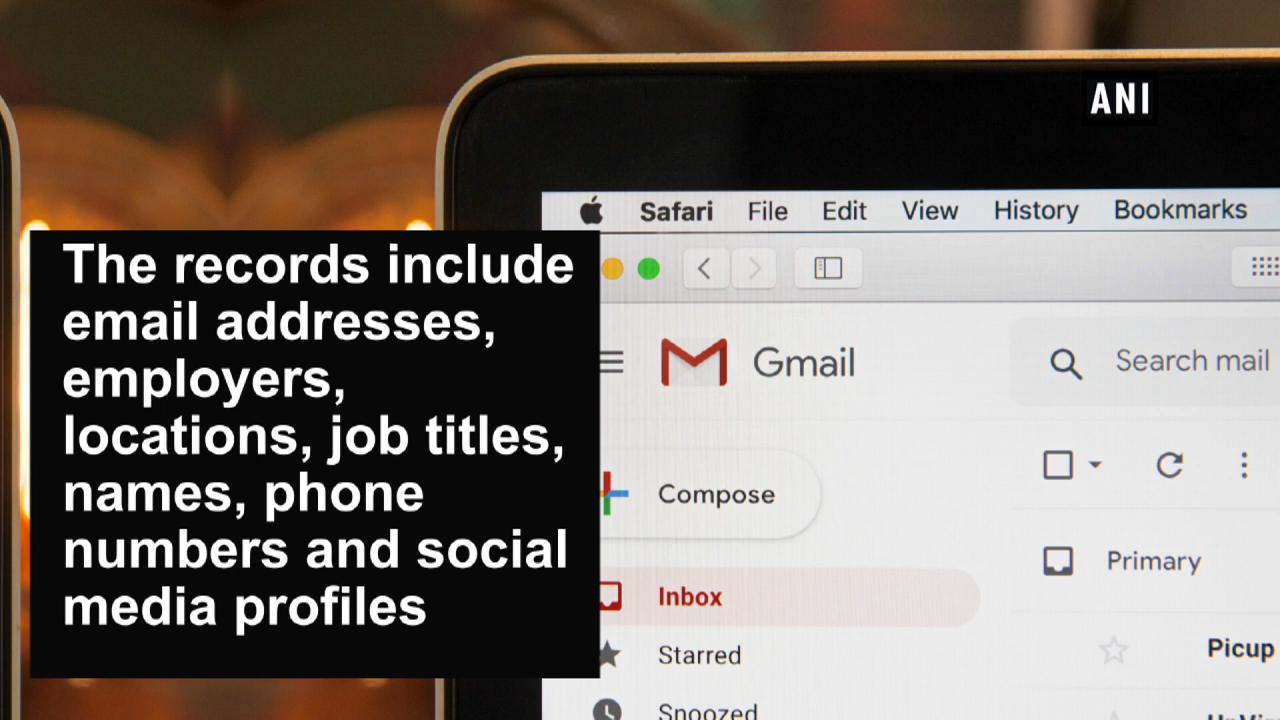 ANI
Safari File Edit View History Bookmarks
The records include
email addresses,
employers,
locations, job titles,
names, phone
numbers and social
media profiles
Gmail
Search mail
Compose
Primary
Inbox
Picup
Starred
Snoozed